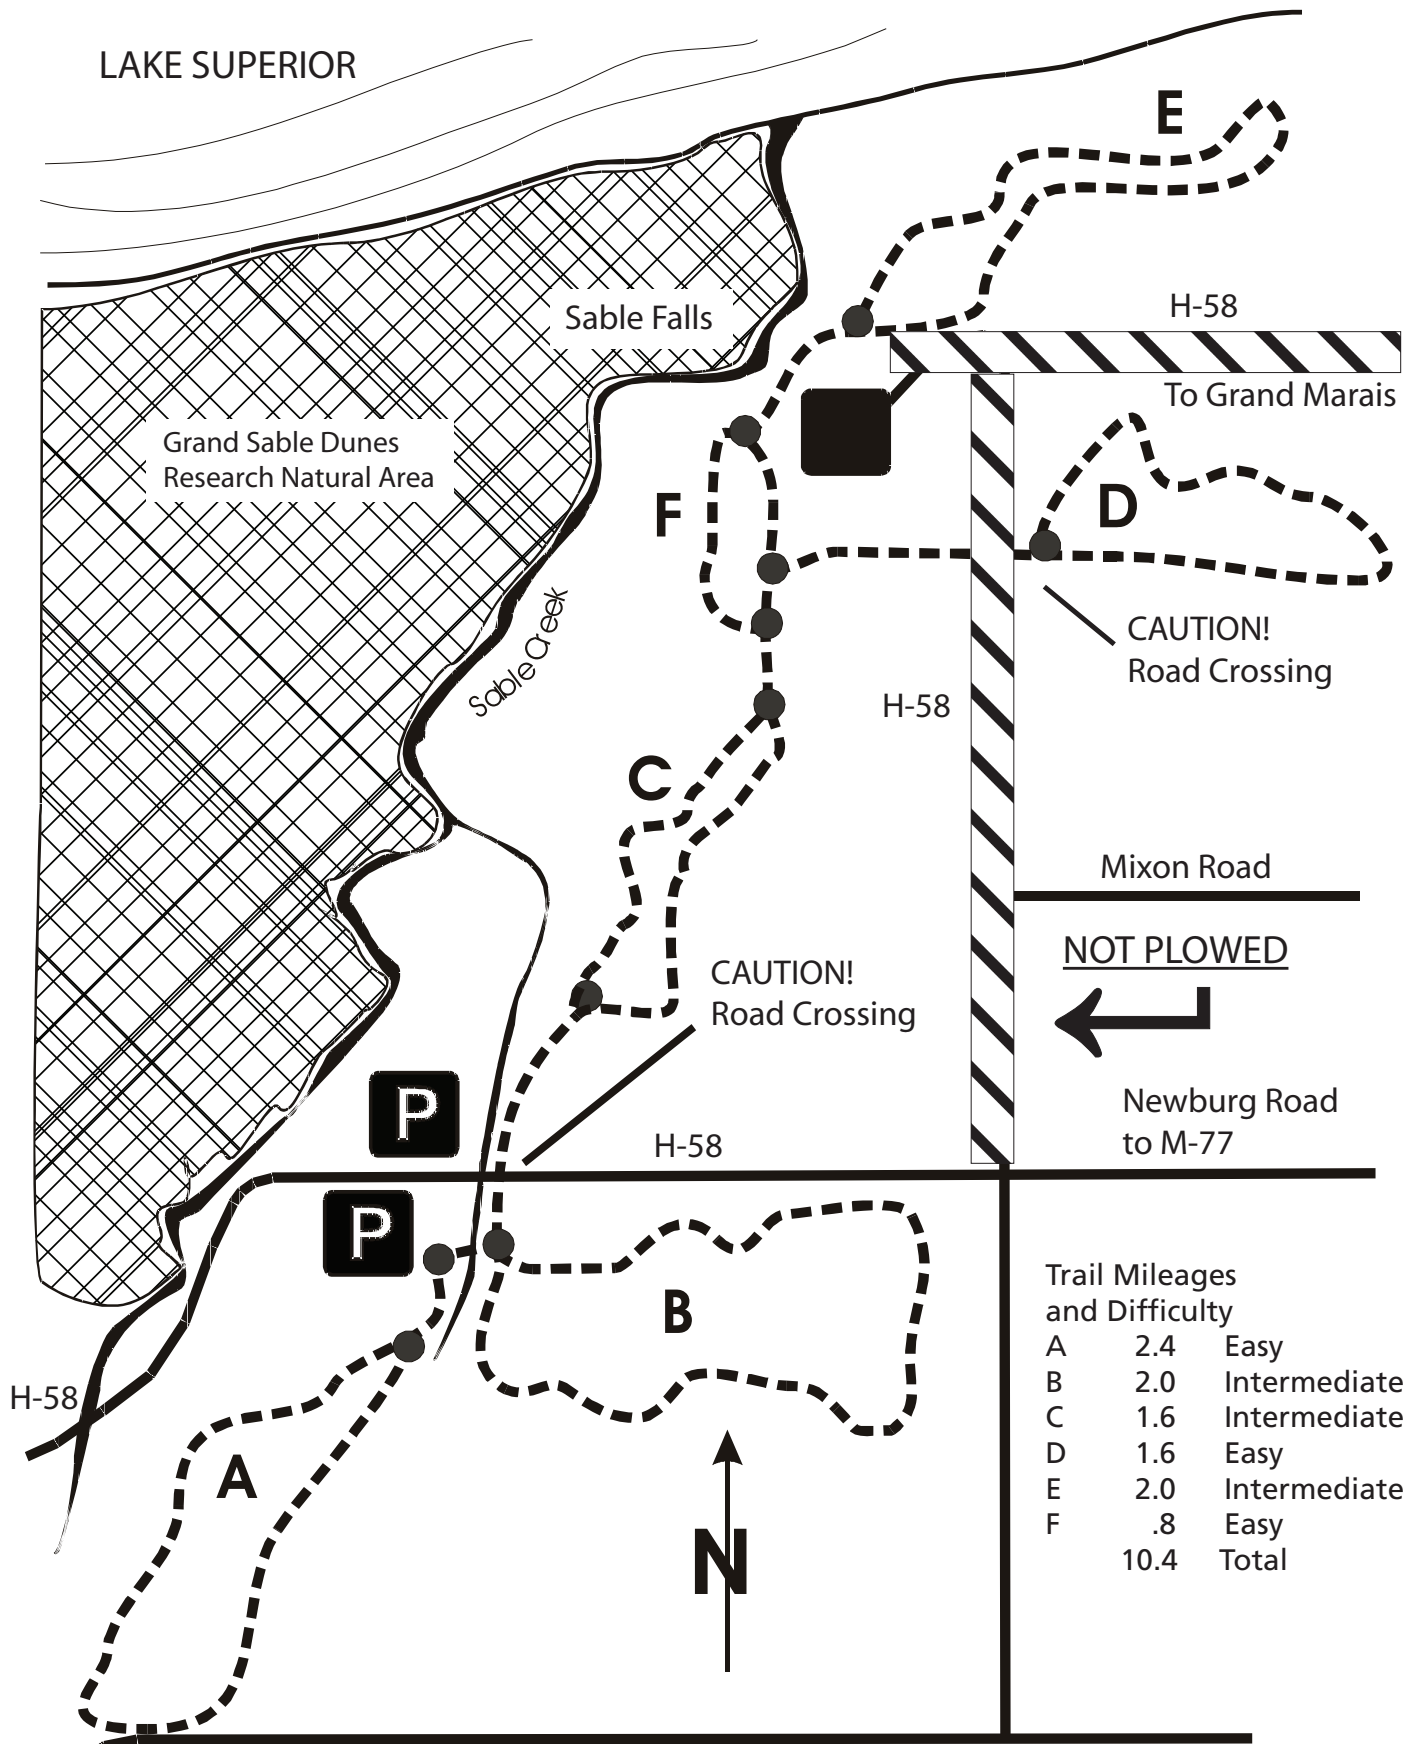 LAKE SUPERIOR
E
H-58
Sable Falls
To Grand Marais
Grand Sable Dunes
Research Natural Area
F
D
Sable Creek
CAUTION!
Road Crossing
H-58
C
Mixon Road
NOT PLOWED
CAUTION!
Road Crossing
P
Newburg Road
to M-77
H-58
P
B
Trail Mileages
and Difficulty
A 2.4 Easy
B 2.0 Intermediate
C 1.6 Intermediate
D 1.6 Easy
E 2.0 Intermediate
F .8 Easy
10.4 Total
H-58
A
N